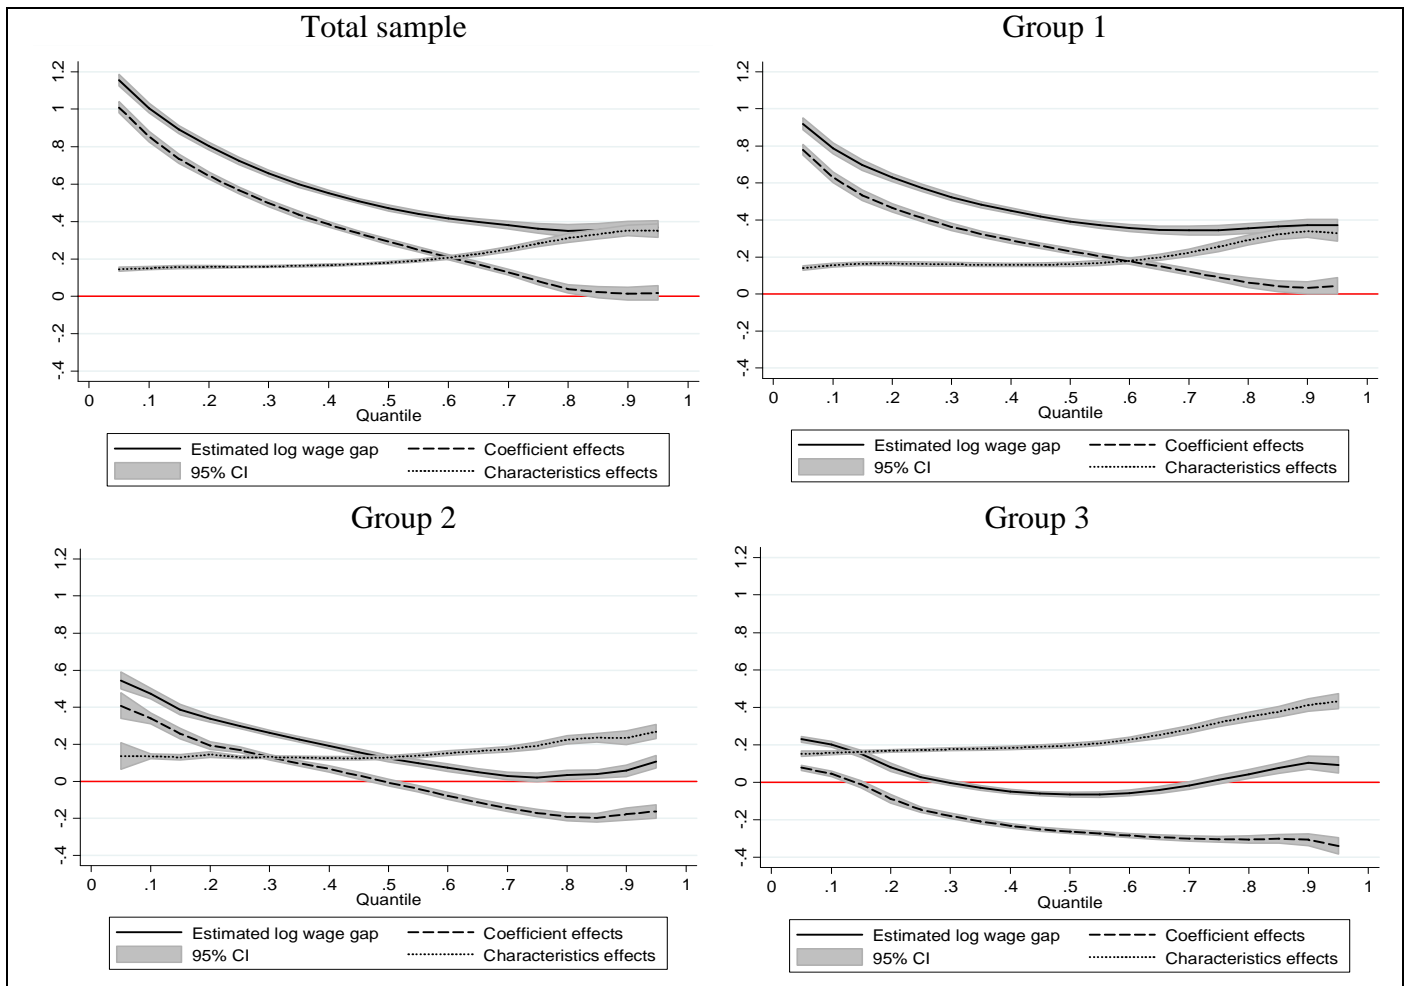 Total sample
1.2
1
.8
.6
.4
.2
0
-.2
-.4
0 .1 .2 .3 .4 .5 .6 .7 .8 .9 1
Quantile
Estimated log wage gap Coefficient effects
95% CI Characteristics effects
Group 1
1.2
1
.8
.6
.4
.2
0
-.2
-.4
0 .1 .2 .3 .4 .5 .6 .7 .8 .9 1
Quantile
Estimated log wage gap Coefficient effects
95% CI Characteristics effects
Group 2
1.2
1
.8
.6
.4
.2
0
-.2
-.4
0 .1 .2 .3 .4 .5 .6 .7 .8 .9 1
Quantile
Estimated log wage gap Coefficient effects
95% CI Characteristics effects
Group 3
1.2
1
.8
.6
.4
.2
0
-.2
-.4
0 .1 .2 .3 .4 .5 .6 .7 .8 .9 1
Quantile
Estimated log wage gap Coefficient effects
95% CI Characteristics effects